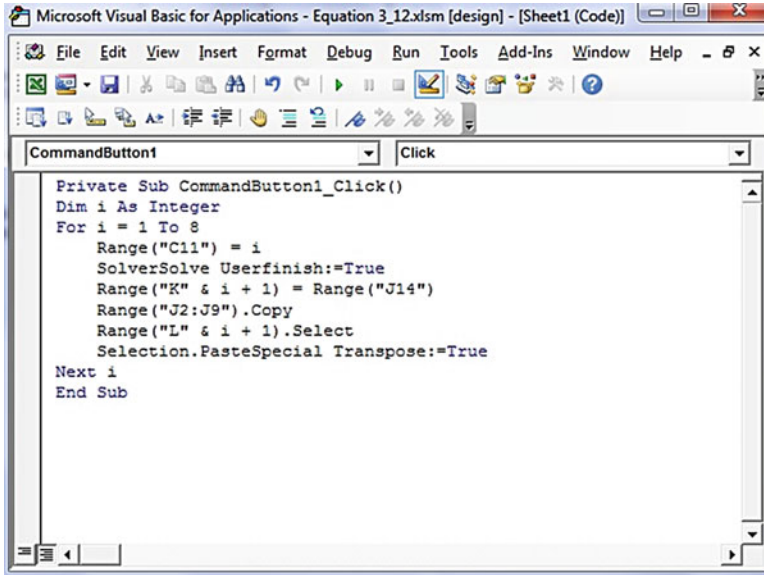 Microsoft Visual Basic for Applications - Equation 3_12.xlsm [design] - [Sheet1 (Code)]
File Edit View Insert Format Debug Run Tools Add-Ins Window Help
CommandButton1 Click
Private Sub CommandButton1_Click()
Dim i As Integer
For i = 1 To 8
Range("C11") = i
SolverSolve Userfinish:=True
Range("K" & i + 1) = Range("J14")
Range("J2:J9").Copy
Range("L" & i + 1).Select
Selection.PasteSpecial Transpose:=True
Next i
End Sub